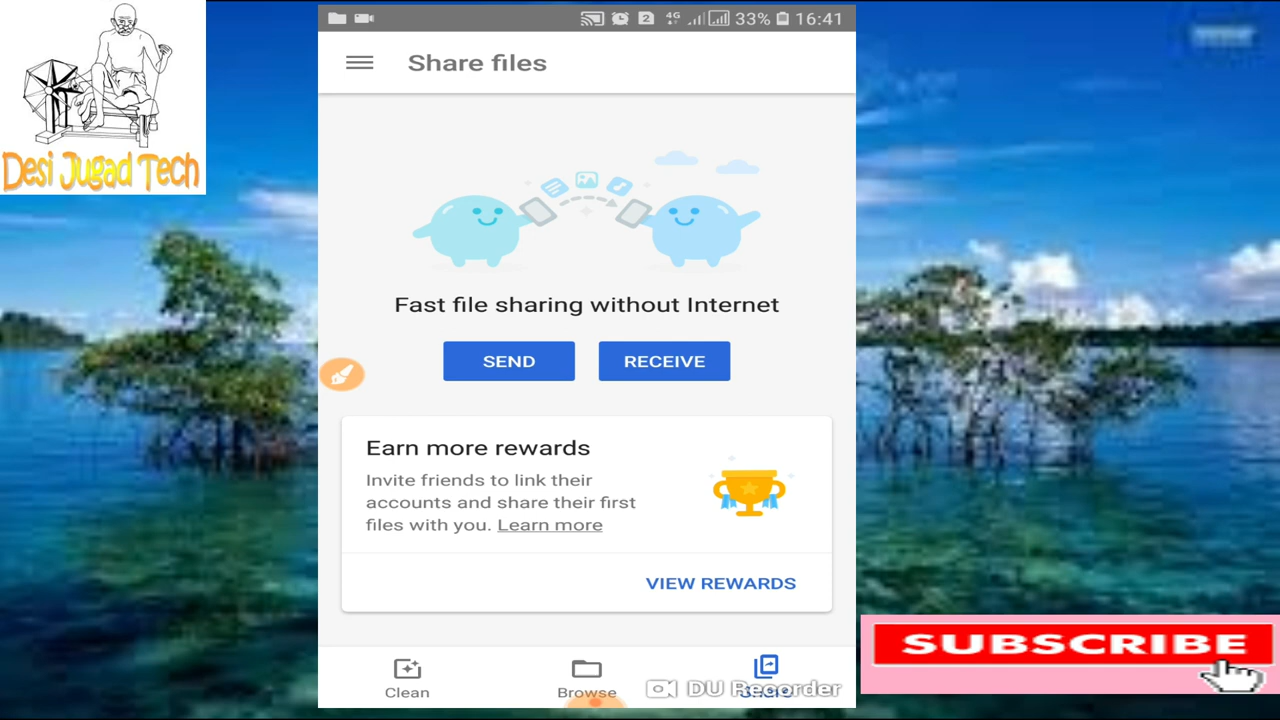 Desi Jugad Tech
2 4G 33% 16:41
Share files
Fast file sharing without Internet
SEND RECEIVE
Earn more rewards
Invite friends to link their
accounts and share their first
files with you. Learn more
VIEW REWARDS
SUBSCRIBE
Clean Browse
DU Recorder